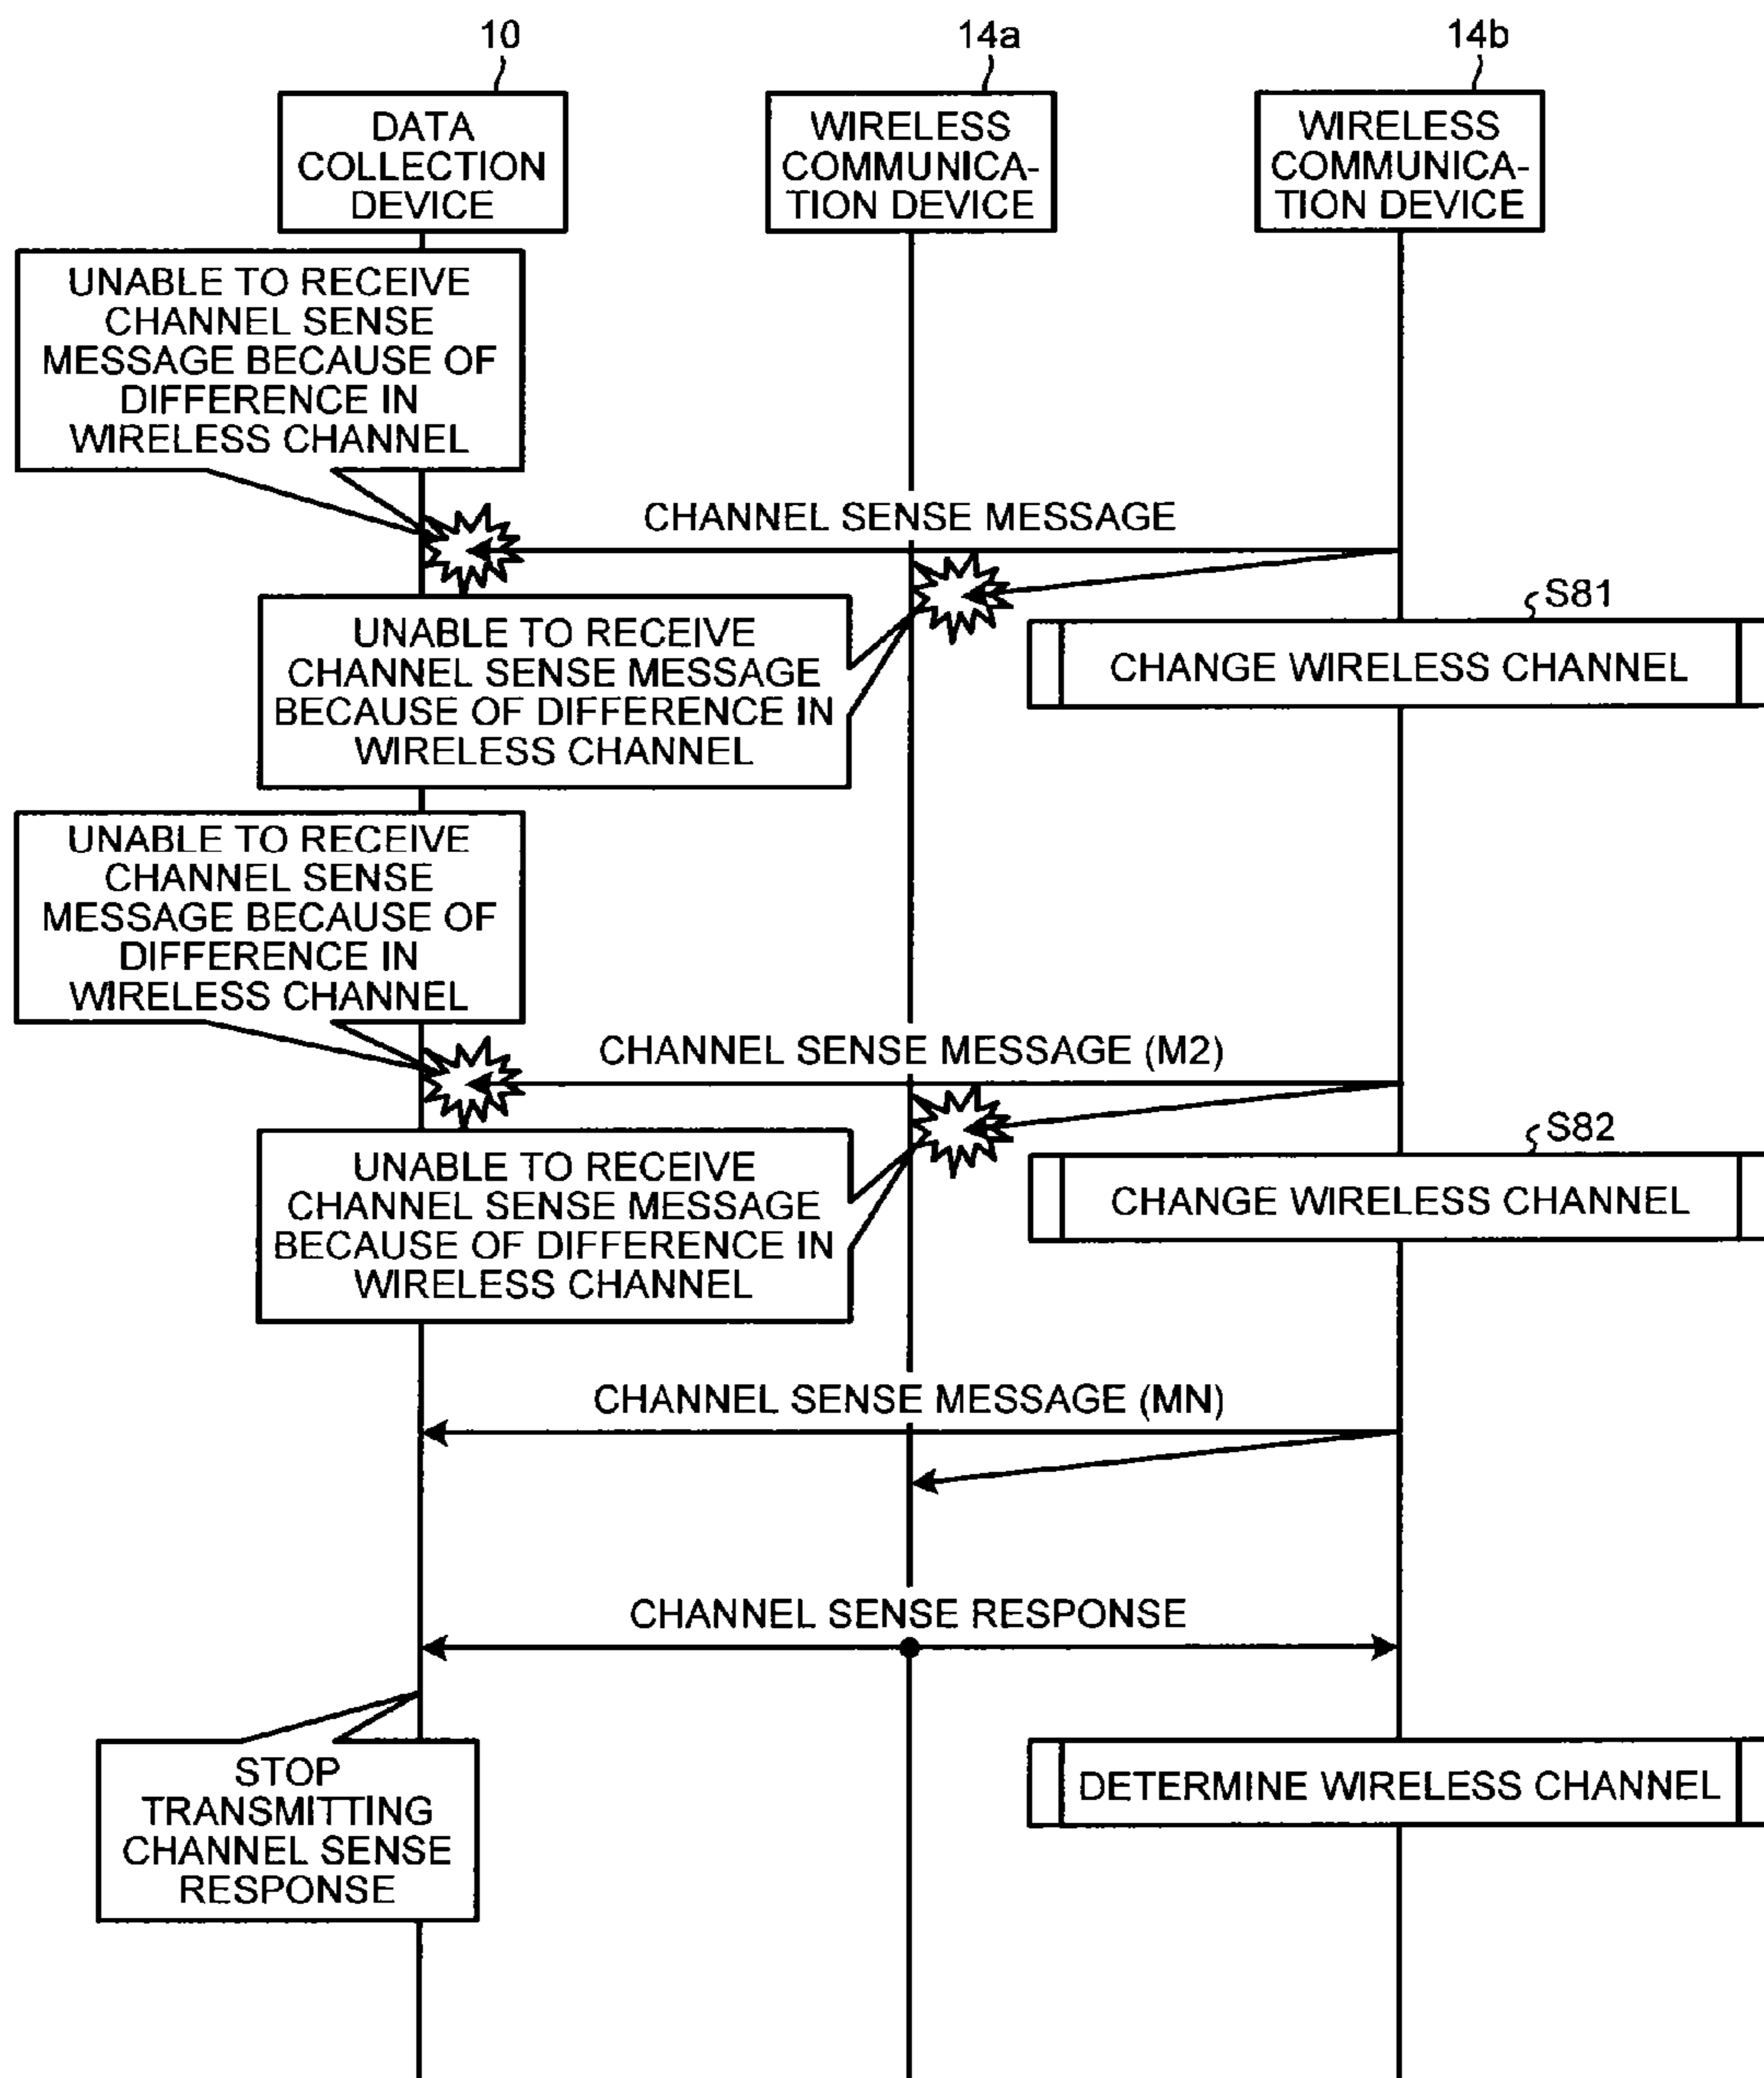 10
14a
14b
DATA
COLLECTION
DEVICE
WIRELESS
COMMUNICA-
TION DEVICE
WIRELESS
COMMUNICA-
TION DEVICE
UNABLE TO RECEIVE
CHANNEL SENSE
MESSAGE BECAUSE OF
DIFFERENCE IN
WIRELESS CHANNEL
CHANNEL SENSE MESSAGE
UNABLE TO RECEIVE
CHANNEL SENSE MESSAGE
BECAUSE OF DIFFERENCE IN
WIRELESS CHANNEL
S81
CHANGE WIRELESS CHANNEL
UNABLE TO RECEIVE
CHANNEL SENSE
MESSAGE BECAUSE OF
DIFFERENCE IN
WIRELESS CHANNEL
CHANNEL SENSE MESSAGE (M2)
UNABLE TO RECEIVE
CHANNEL SENSE MESSAGE
BECAUSE OF DIFFERENCE IN
WIRELESS CHANNEL
S82
CHANGE WIRELESS CHANNEL
CHANNEL SENSE MESSAGE (MN)
CHANNEL SENSE RESPONSE
STOP
TRANSMITTING
CHANNEL SENSE
RESPONSE
DETERMINE WIRELESS CHANNEL